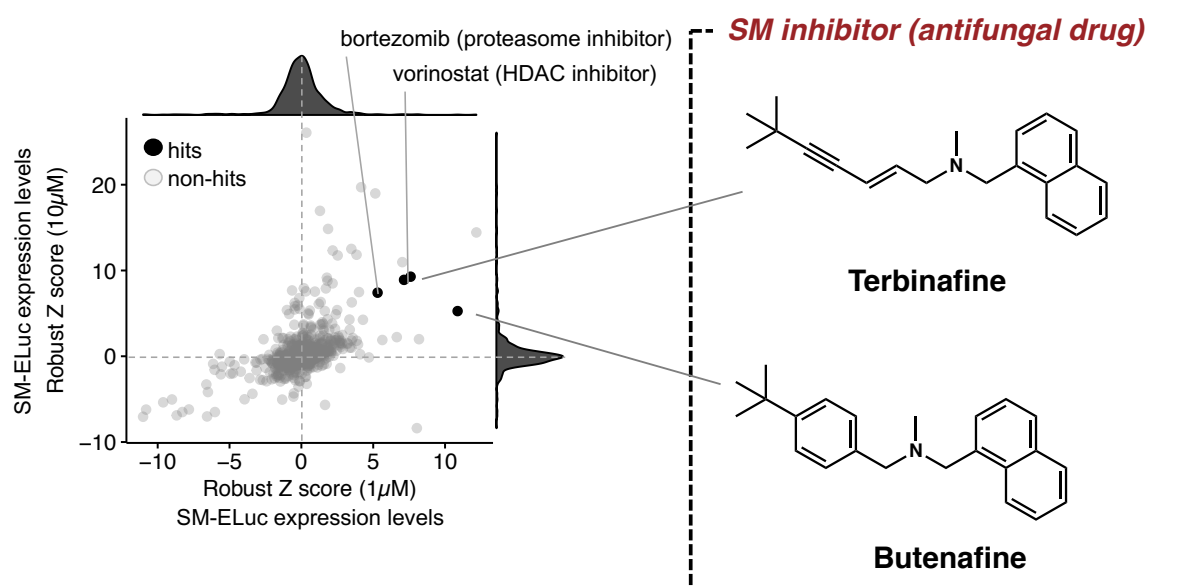 bortezomib (proteasome inhibitor)
vorinostat (HDAC inhibitor)
SM inhibitor (antifungal drug)
hits
non-hits
SM-ELuc expression levels
Robust Z score (10µM)
20
10
0
−10
−10
−5
0
5
10
Robust Z score (1µM)
SM-ELuc expression levels
N
Terbinafine
N
Butenafine